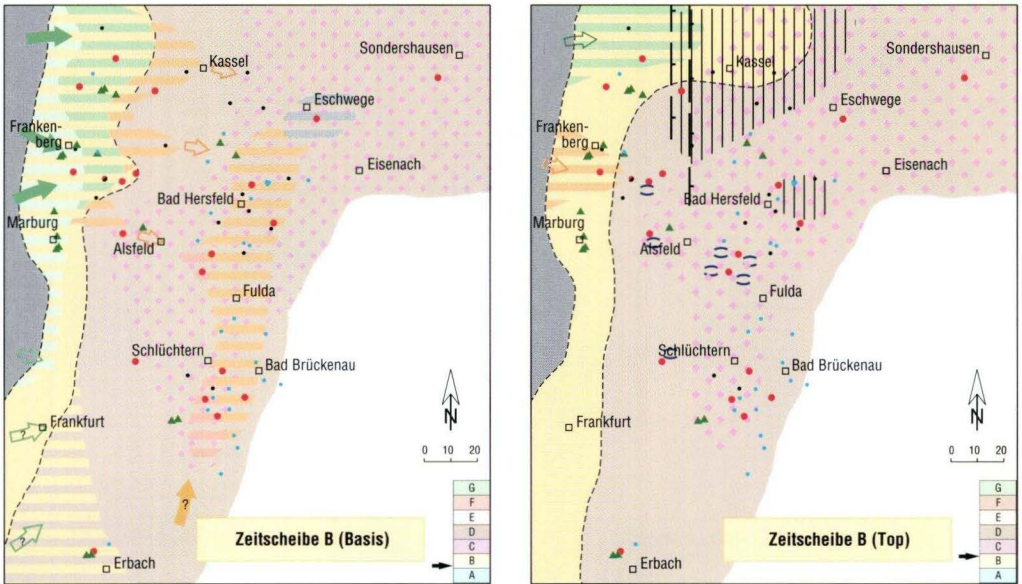 Sondershausen
Kassel
Eschwege
Franken-
berg
Eisenach
Bad Hersfeld
Marburg
Alsfeld
Fulda
Schlüchtern
Bad Brückenau
N
?
Frankfurt
0 10 20
?
G
F
E
D
C
B
A
?
Zeitscheibe B (Basis)
Erbach
Sondershausen
Kassel
Eschwege
Franken-
berg
Eisenach
Bad Hersfeld
Marburg
Alsfeld
Fulda
Schlüchtern
Bad Brückenau
N
Frankfurt
0 10 20
G
F
E
D
C
B
A
Zeitscheibe B (Top)
Erbach